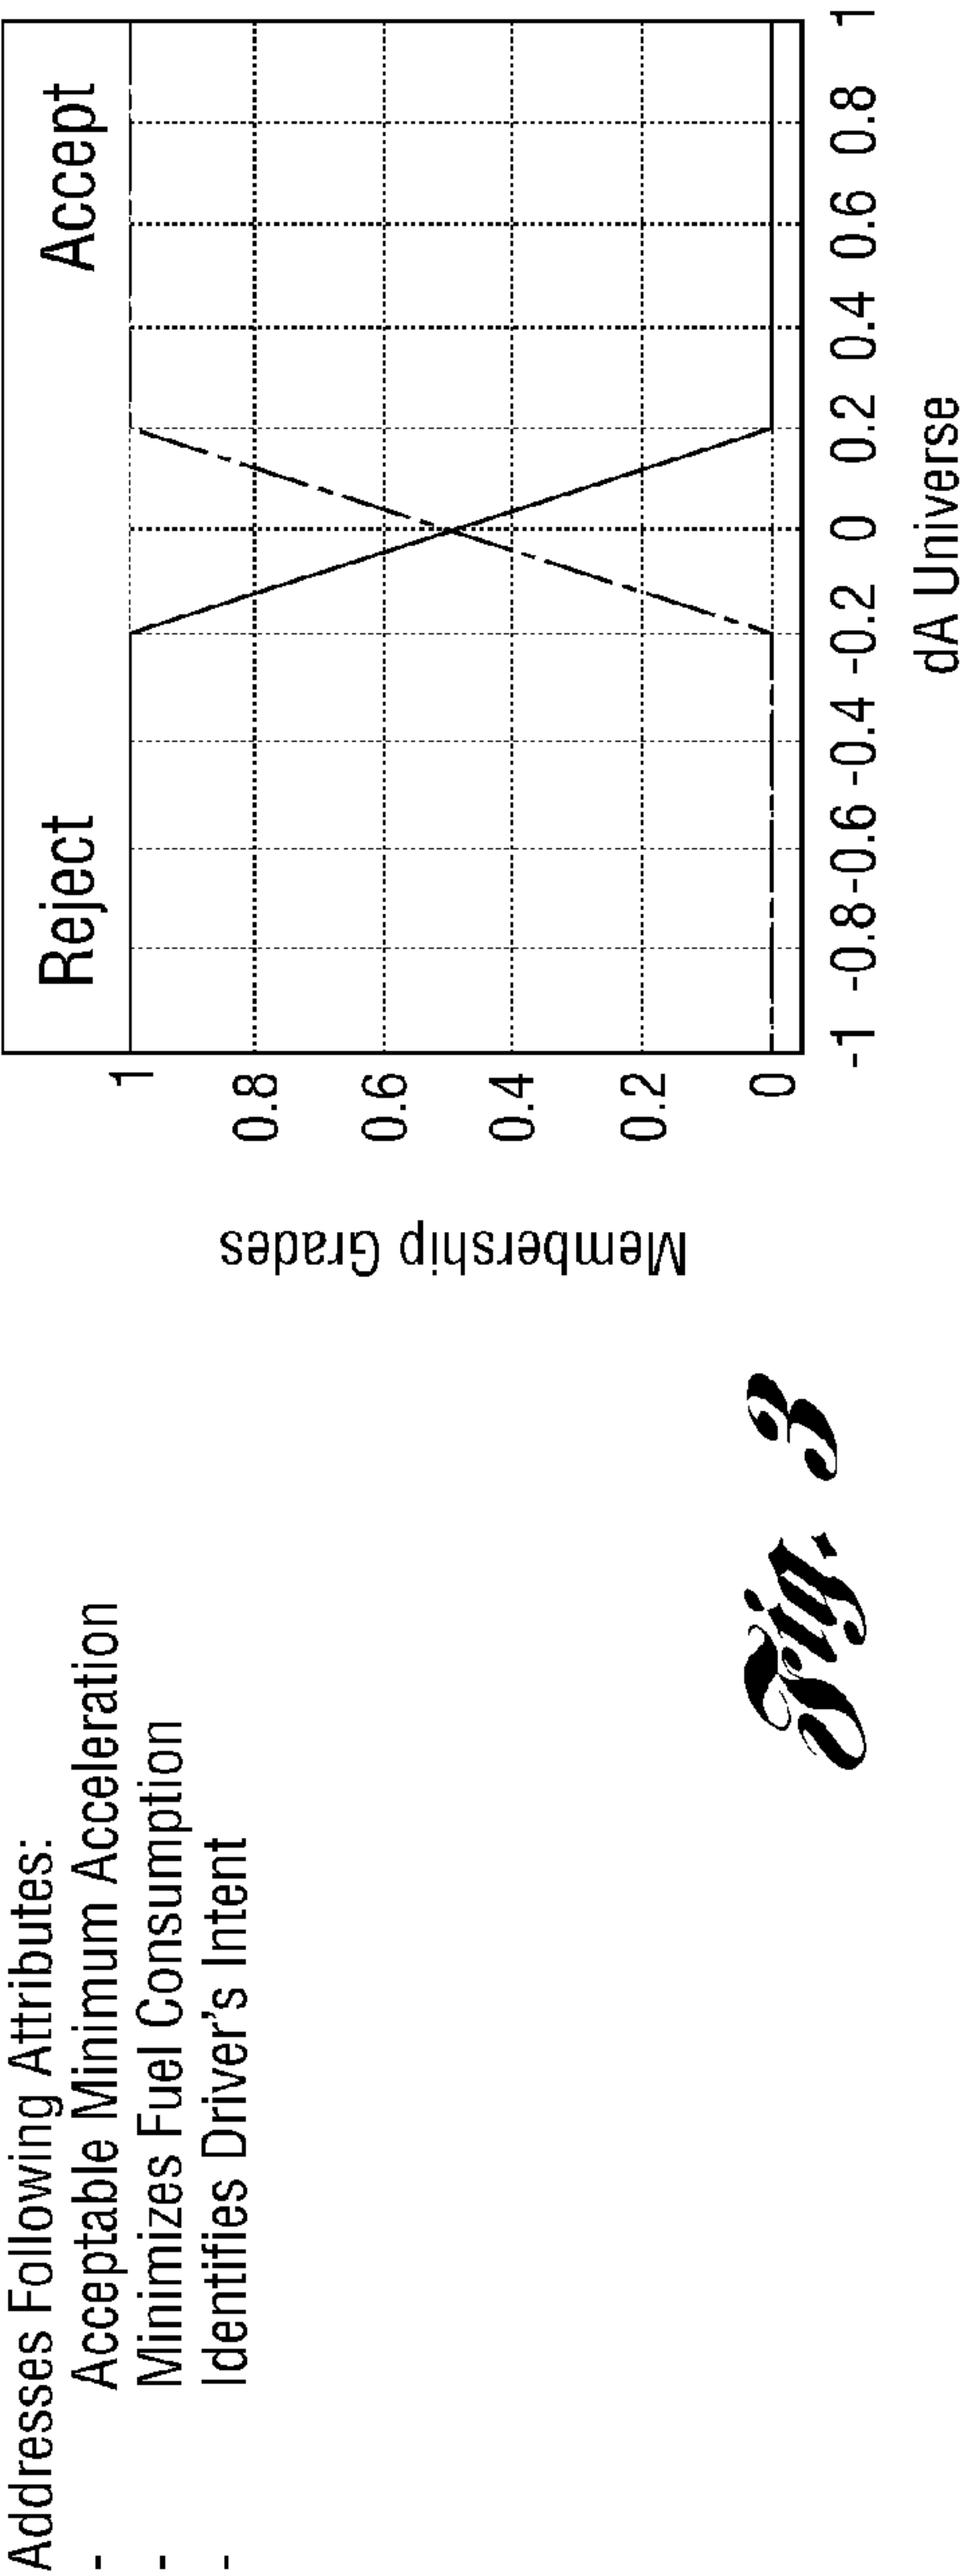 Addresses Following Attributes:
- Acceptable Minimum Acceleration
- Minimizes Fuel Consumption
- Identifies Driver's Intent
Fig. 3
Membership Grades
Reject Accept
1
0.8
0.6
0.4
0.2
0
-1 -0.8 -0.6 -0.4 -0.2 0 0.2 0.4 0.6 0.8 1
dA Universe